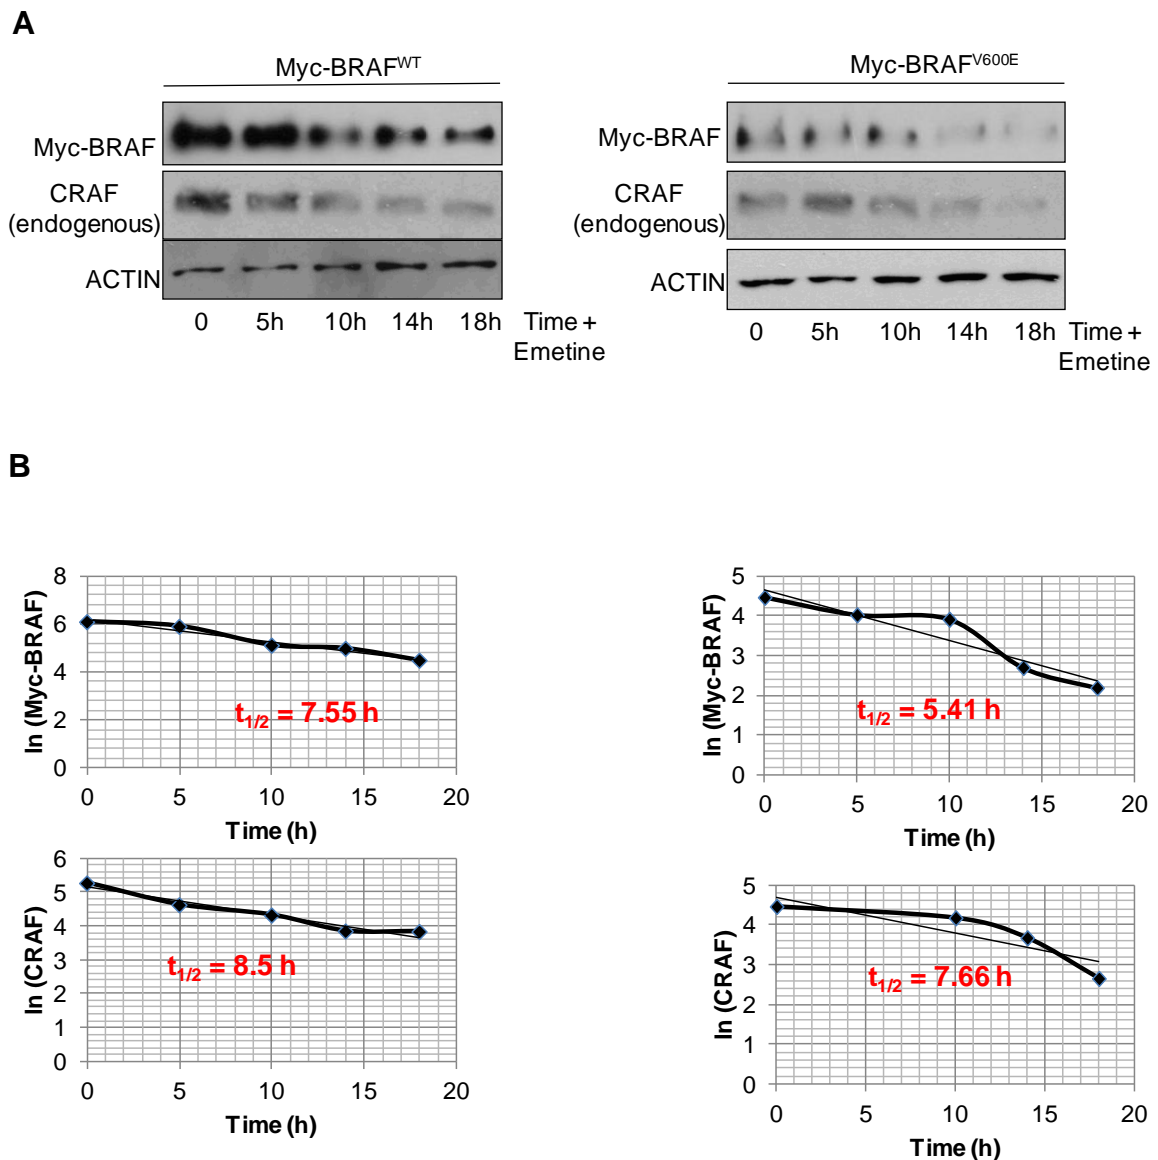 A
Myc-BRAF^WT
Myc-BRAF
CRAF
(endogenous)
ACTIN
0 5h 10h 14h 18h Time +
Emetine
Myc-BRAF^V600E
Myc-BRAF
CRAF
(endogenous)
ACTIN
0 5h 10h 14h 18h Time +
Emetine
B
ln (Myc-BRAF)
8
6
4
2
0
t1/2 = 7.55 h
0 5 10 15 20
Time (h)
ln (Myc-BRAF)
5
4
3
2
1
0
t1/2 = 5.41 h
0 5 10 15 20
Time (h)
ln (CRAF)
6
5
4
3
2
1
0
t1/2 = 8.5 h
0 5 10 15 20
Time (h)
ln (CRAF)
5
4
3
2
1
0
t1/2 = 7.66 h
0 5 10 15 20
Time (h)